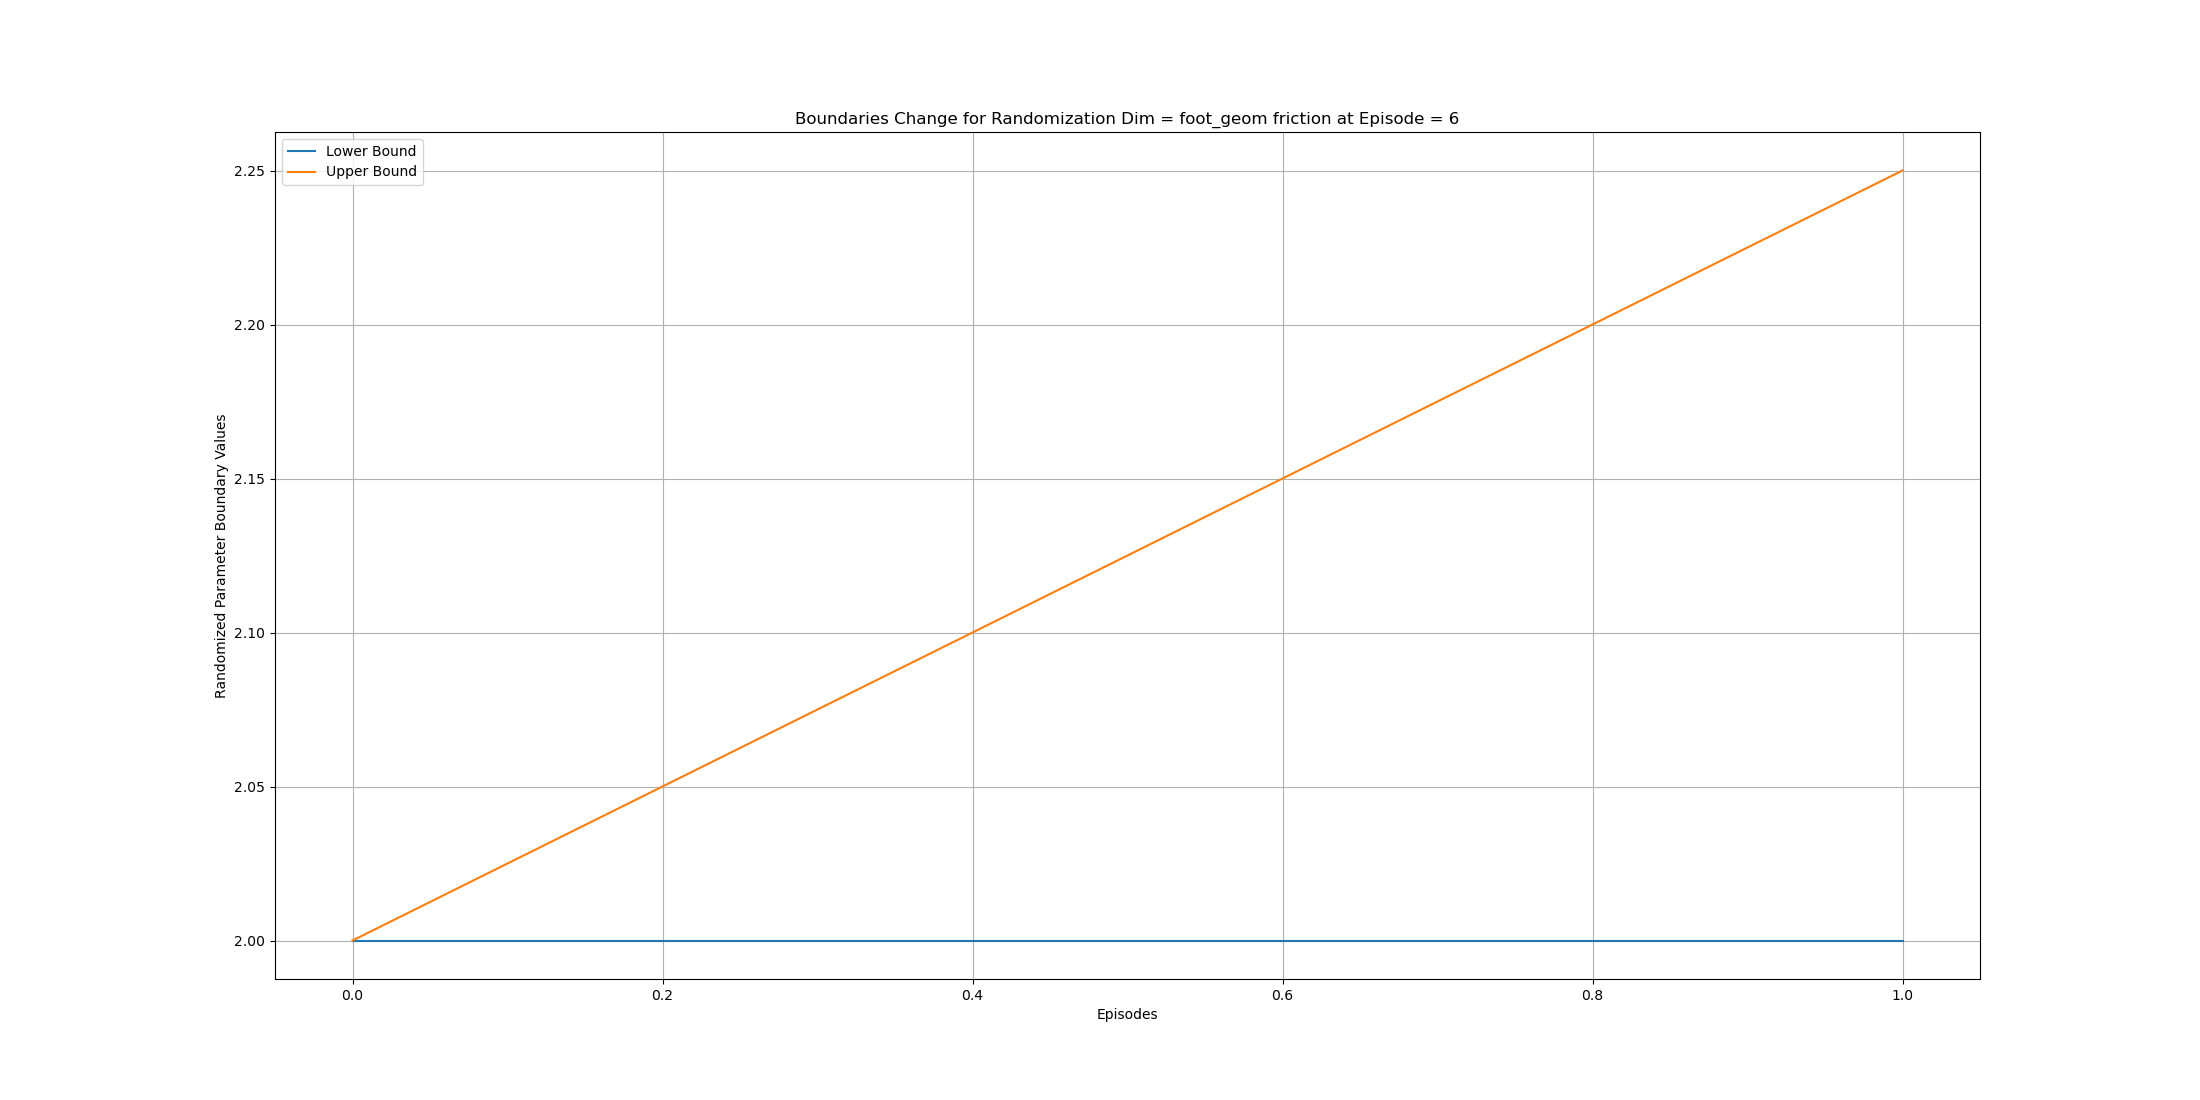 Boundaries Change for Randomization Dim = foot_geom friction at Episode = 6
Lower Bound
Upper Bound
2.25
2.20
2.15
2.10
2.05
2.00
Randomized Parameter Boundary Values
0.0
0.2
0.4
0.6
0.8
1.0
Episodes